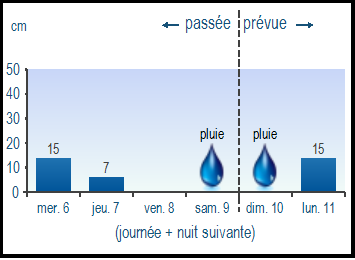 passée prévue
cm
50
40
30
20
10
0
15
7
pluie
pluie
15
mer. 6 jeu. 7 ven. 8 sam. 9 dim. 10 lun. 11
(journée + nuit suivante)